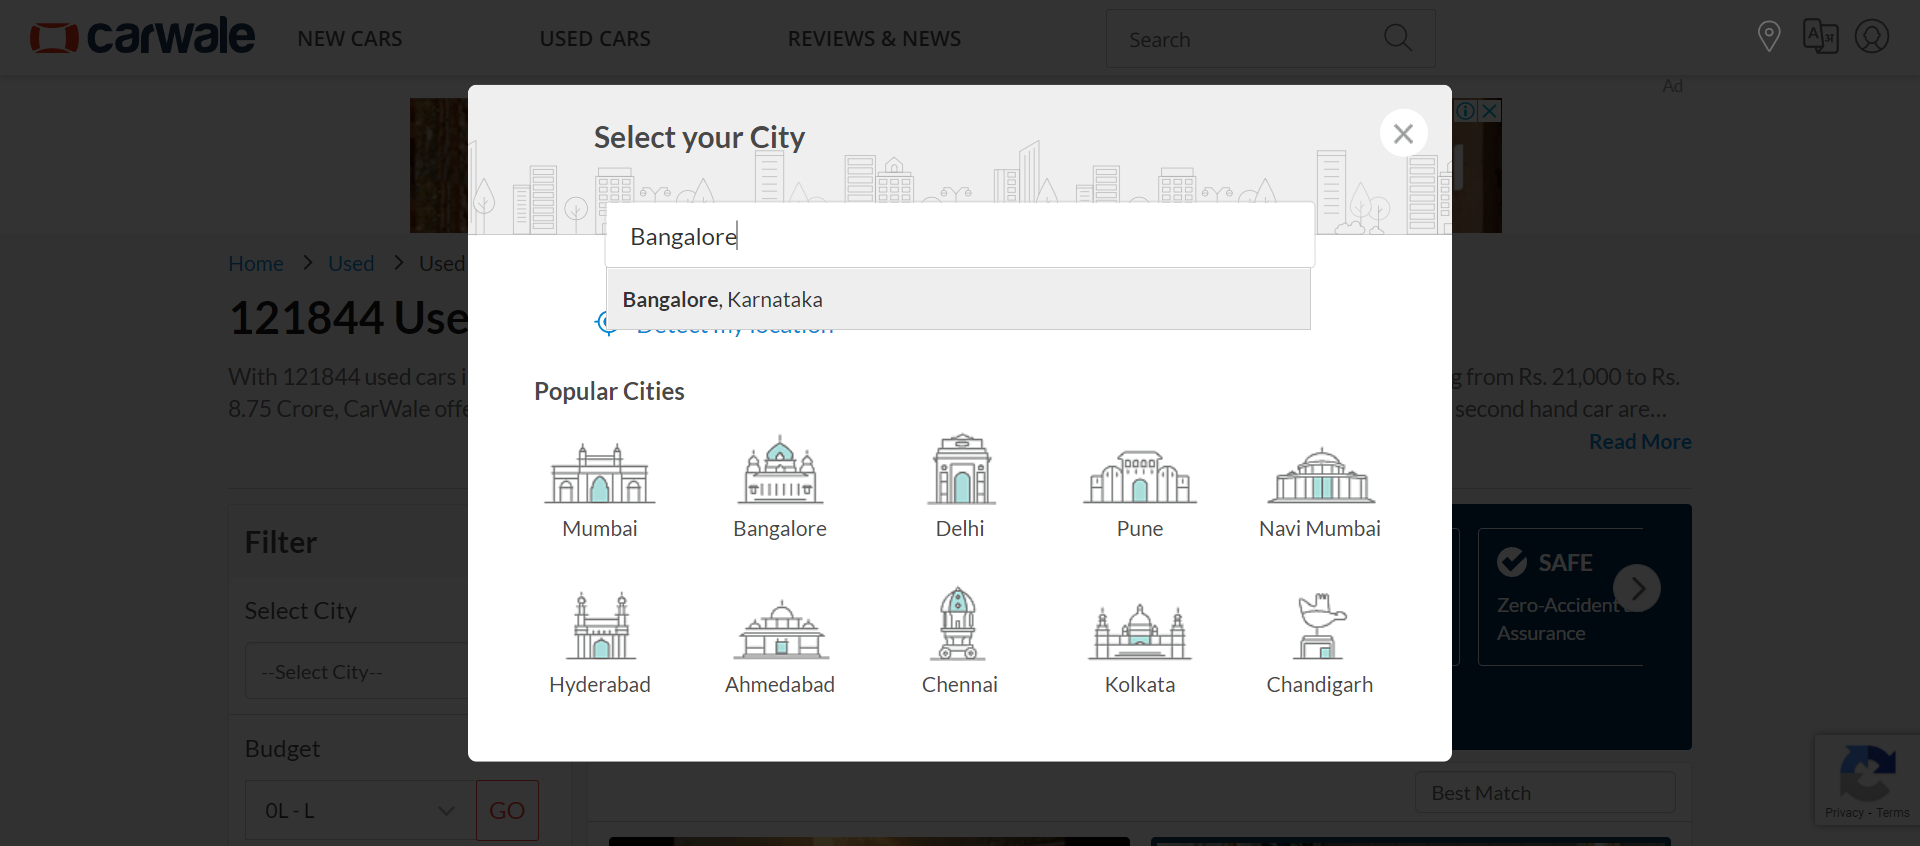 carwale
NEW CARS
USED CARS
REVIEWS & NEWS
Search
Ad
Select your City
Bangalore
Bangalore, Karnataka
Detect my location
Home
Used
Used
121844 Use
With 121844 used cars i
g from Rs. 21,000 to Rs.
8.75 Crore, CarWale offe
second hand car are...
Read More
Popular Cities
Mumbai
Bangalore
Delhi
Pune
Navi Mumbai
Hyderabad
Ahmedabad
Chennai
Kolkata
Chandigarh
Filter
Select City
--Select City--
Budget
0L - L
GO
SAFE
Zero-Accident
Assurance
Best Match
Privacy - Terms